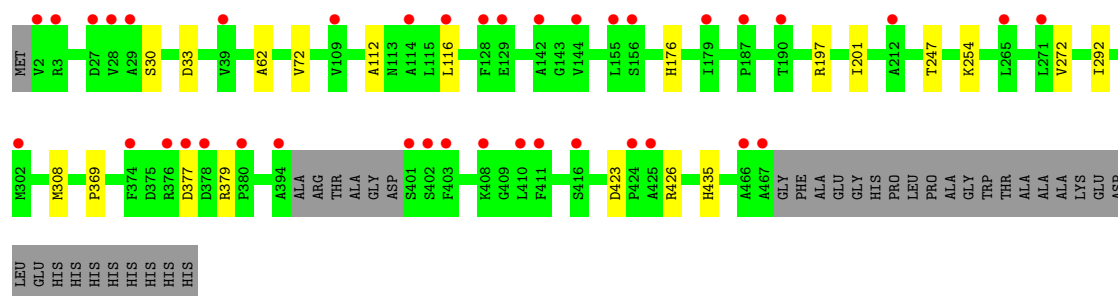 MET V2 R3 D27 V28 A29 S30 D33 V39 A62 V72 V109 A112 N113 A114 L115 L116 F128 E129 A142 G143 V144 L155 S156 H176 I179 P187 T190 R197 I201 A212 T247 K254 L265 L271 V272 I292
M302 M308 P369 F374 D375 R376 D377 D378 R379 P380 A394 ALA ARG THR ALA GLY ASP S401 S402 F403 K408 G409 L410 F411 S416 D423 P424 A425 R426 H435 A466 A467 GLY PHE ALA GLU GLY HIS PRO LEU PRO ALA GLY TRP THR ALA ALA ALA LYS GLU ASP
LEU GLU HIS HIS HIS HIS HIS HIS HIS HIS